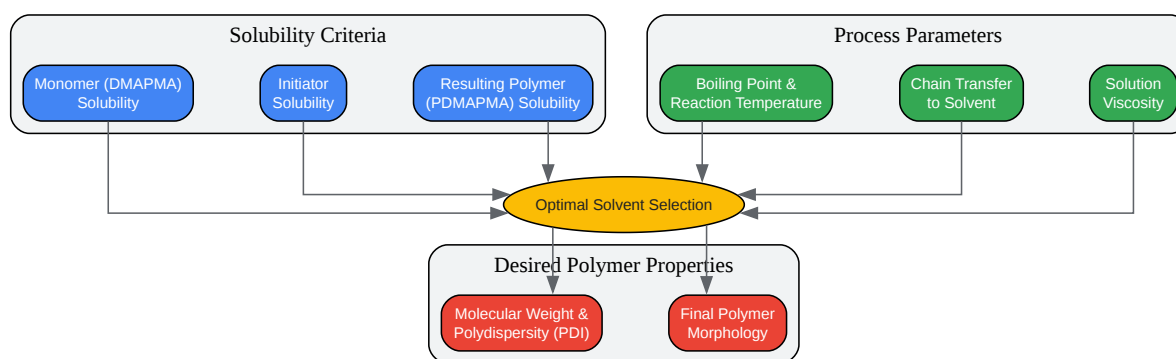 Solubility Criteria
Monomer (DMAPMA)
Solubility
Initiator
Solubility
Resulting Polymer
(PDMAPMA) Solubility
Process Parameters
Boiling Point &
Reaction Temperature
Chain Transfer
to Solvent
Solution
Viscosity
Optimal Solvent Selection
Desired Polymer Properties
Molecular Weight &
Polydispersity (PDI)
Final Polymer
Morphology